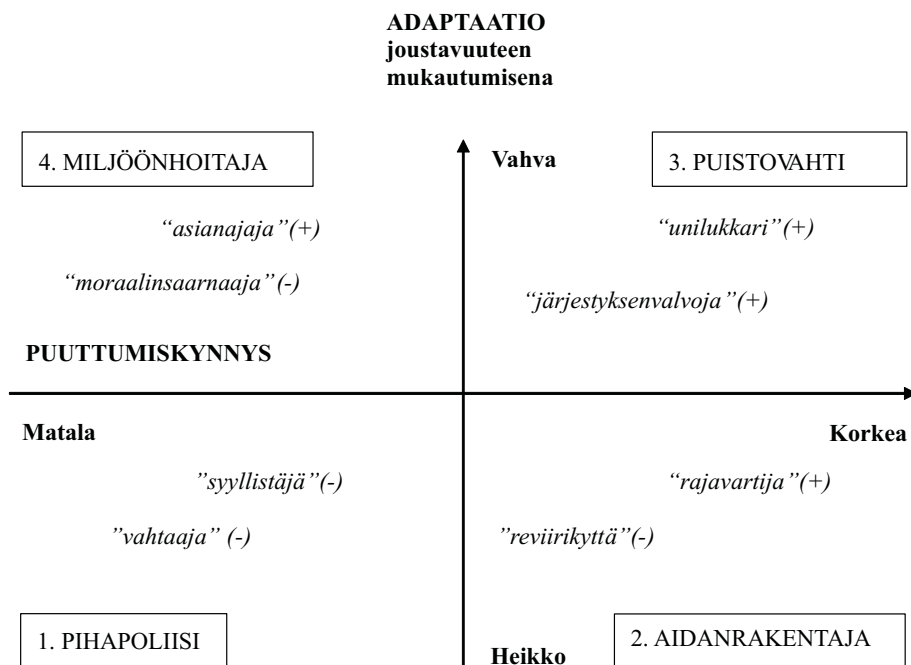 ADAPTAATIO
joustavuuteen
mukautumisena
4. MILJÖÖNHOITAJA
Vahva
3. PUISTOVAHTI
“asianajaja”(+)
“unilukkari”(+)
“moraalinsaarnaaja”(-)
“järjestyksenvalvoja”(+)
PUUTTUMISKYNNYS
Matala
Korkea
”syyllistäjä”(-)
“rajavartija”(+)
”vahtaaja” (-)
”reviirikyttä”(-)
1. PIHAPOLIISI
Heikko
2. AIDANRAKENTAJA